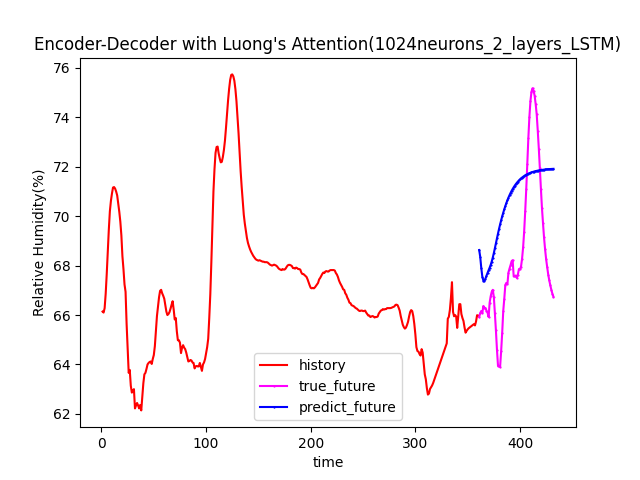 Encoder-Decoder with Luong's Attention(1024neurons_2_layers_LSTM)
76
74
72
70
68
66
64
62
Relative Humidity(%)
history
true_future
predict_future
0 100 200 300 400
time